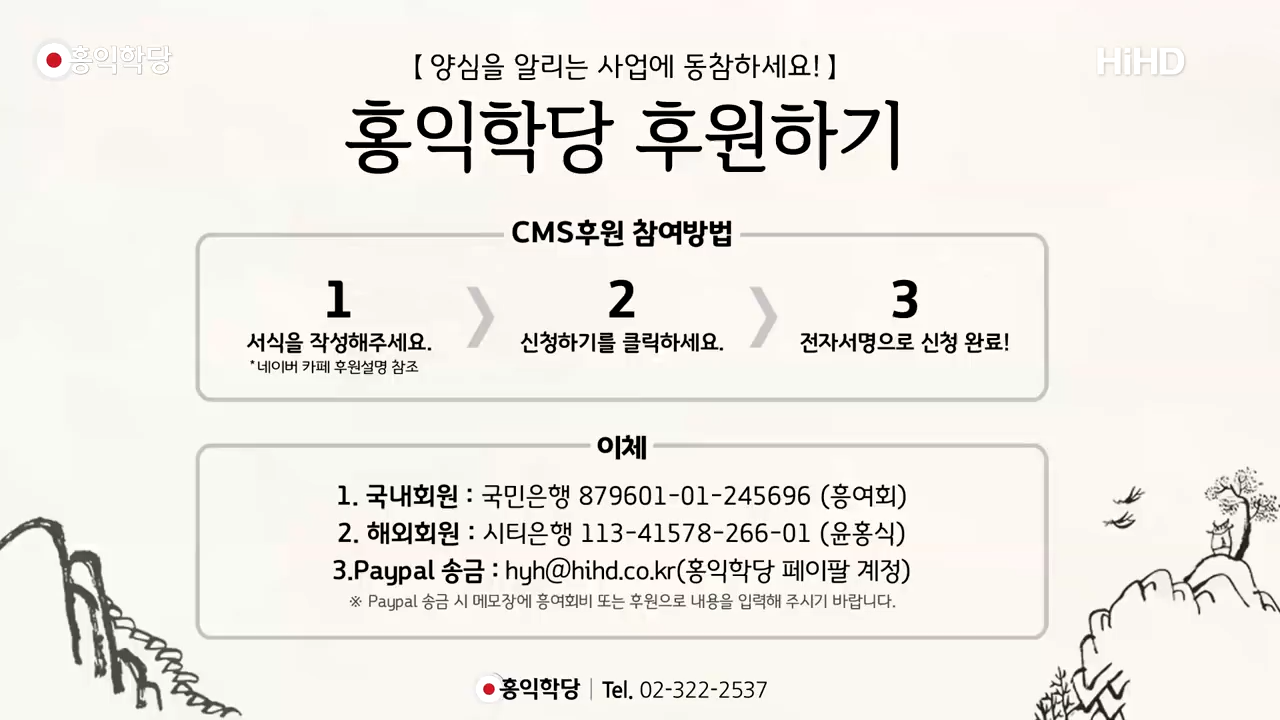 홍익학당
HiHD
【 양심을 알리는 사업에 동참하세요! 】
홍익학당 후원하기
CMS후원 참여방법
1
서식을 작성해주세요.
*네이버 카페 후원설명 참조
2
신청하기를 클릭하세요.
3
전자서명으로 신청 완료!
이체
1. 국내회원 : 국민은행 879601-01-245696 (흥여회)
2. 해외회원 : 시티은행 113-41578-266-01 (윤홍식)
3.Paypal 송금 : hyh@hihd.co.kr(홍익학당 페이팔 계정)
※ Paypal 송금 시 메모장에 흥여회비 또는 후원으로 내용을 입력해 주시기 바랍니다.
홍익학당 | Tel. 02-322-2537